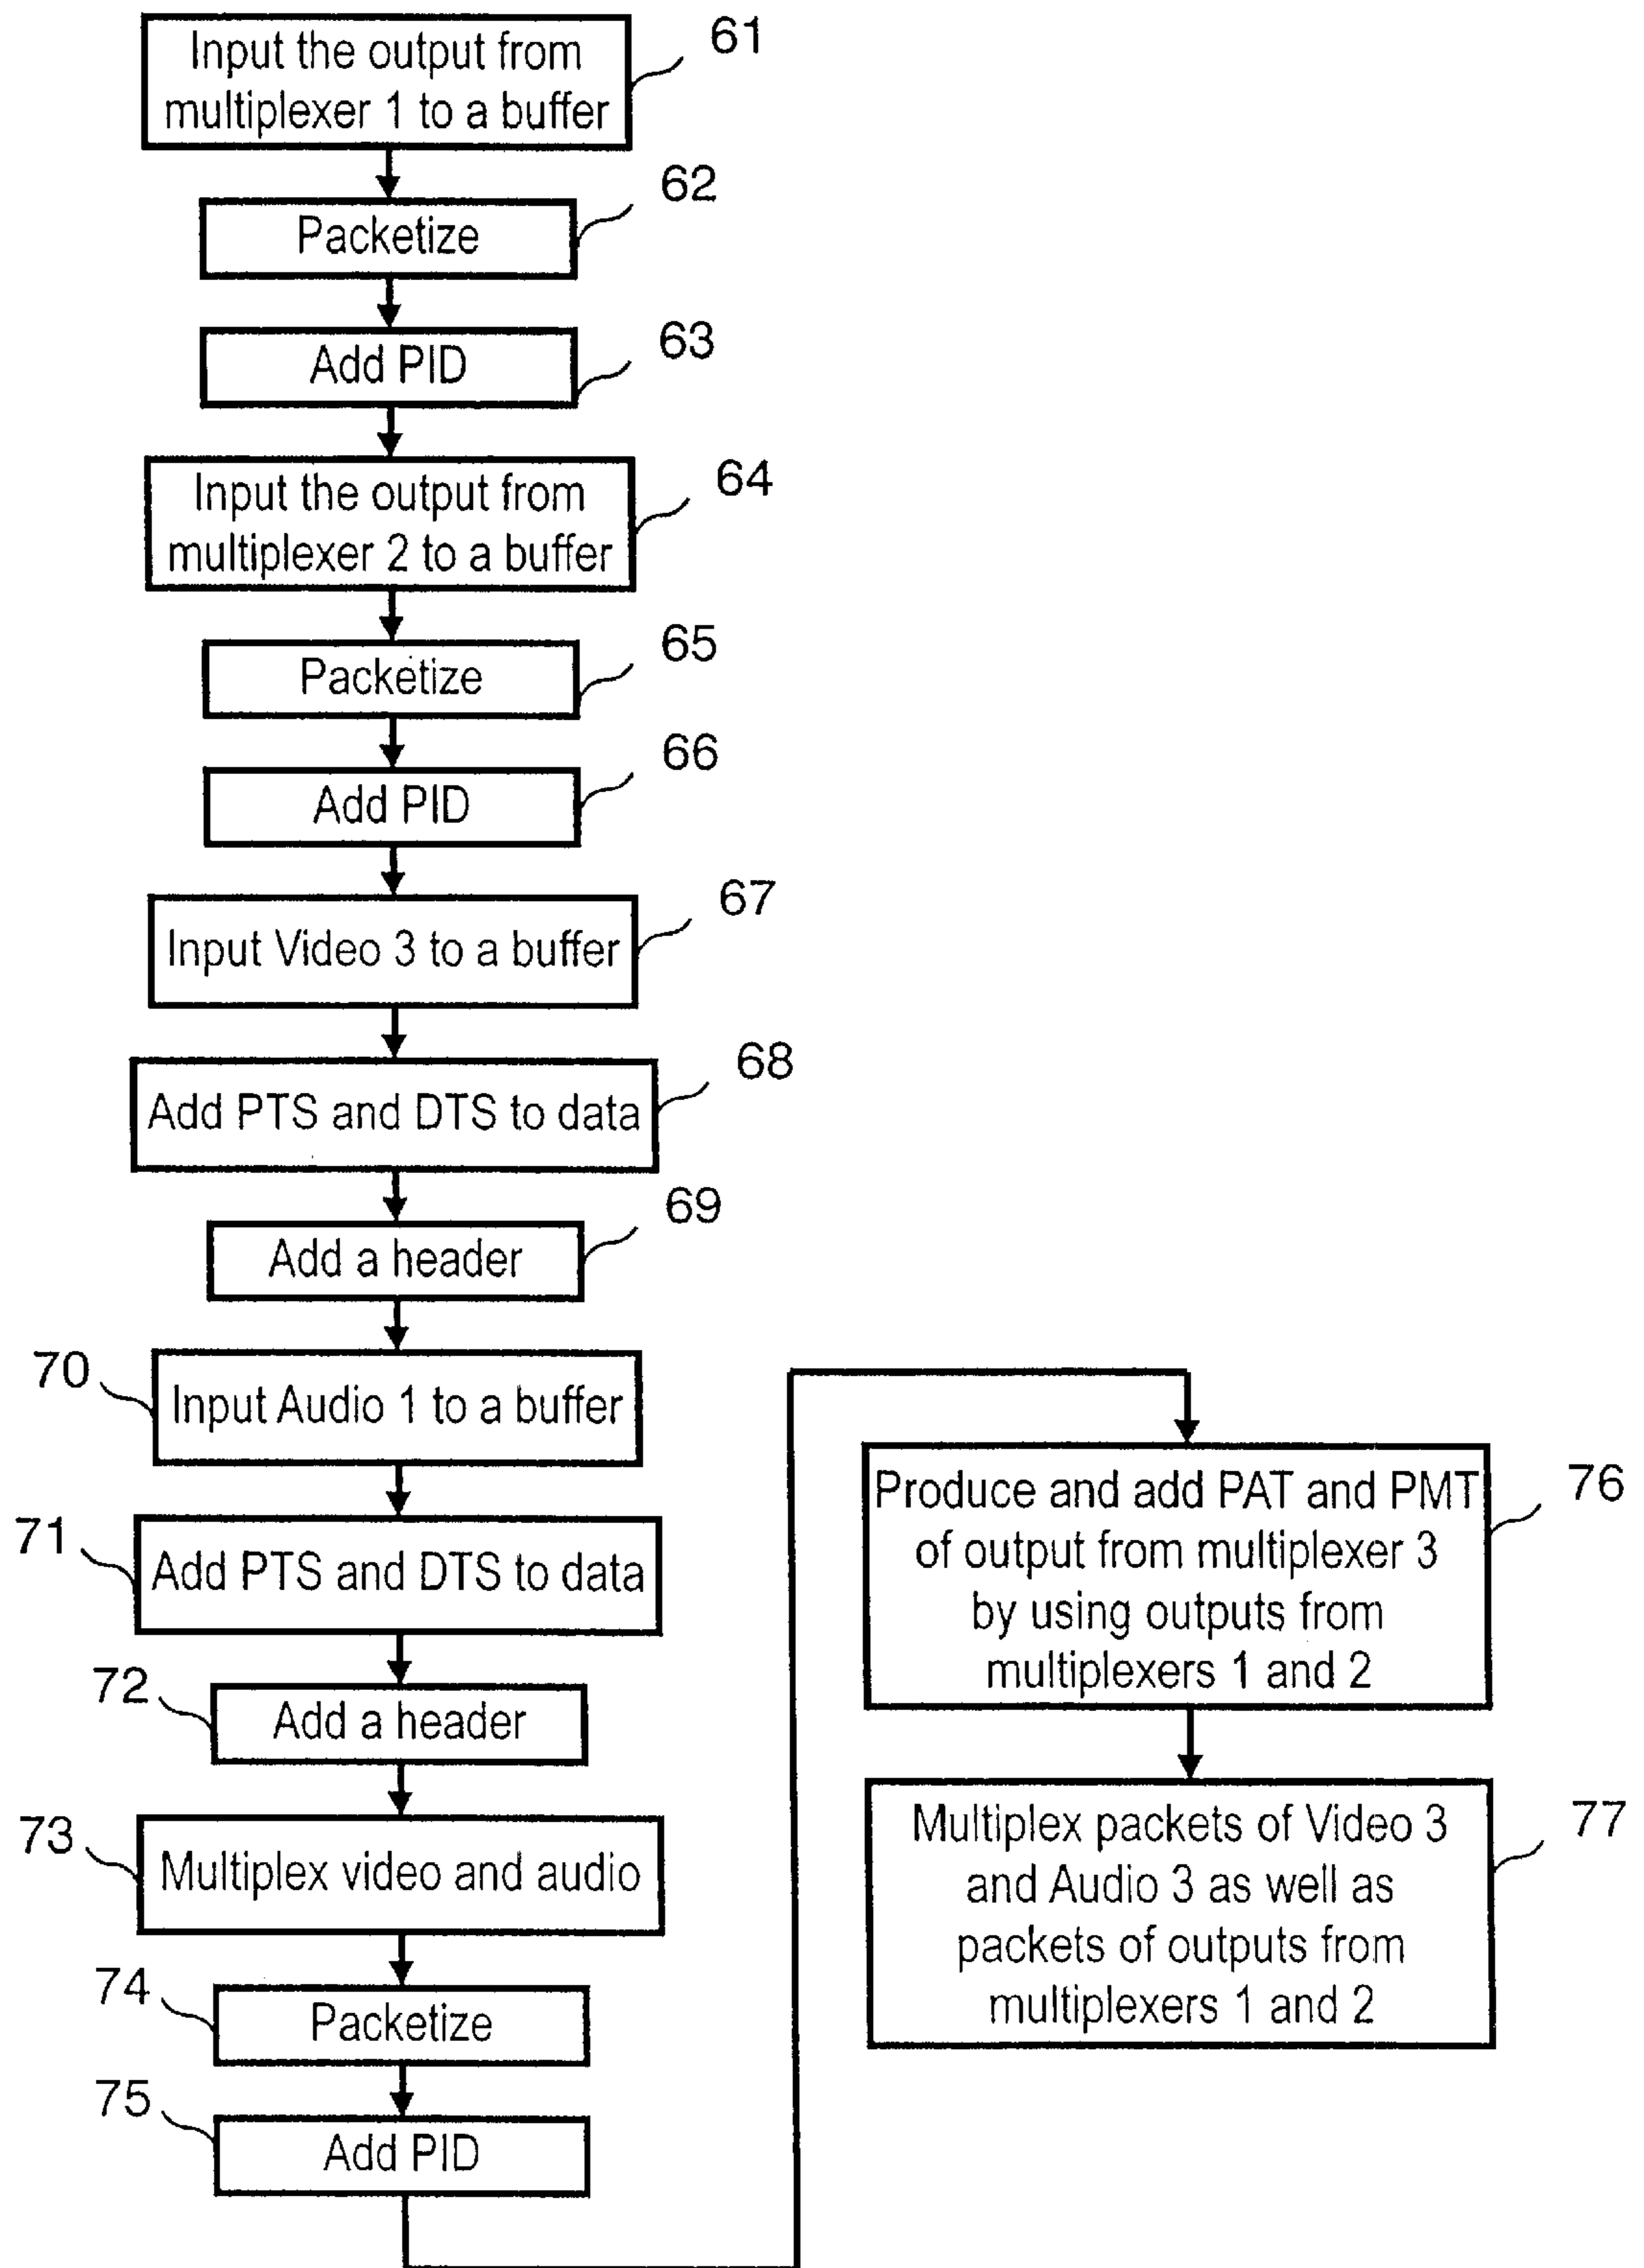 Input the output from
multiplexer 1 to a buffer
61
Packetize
62
Add PID
63
Input the output from
multiplexer 2 to a buffer
64
Packetize
65
Add PID
66
Input Video 3 to a buffer
67
Add PTS and DTS to data
68
Add a header
69
70
Input Audio 1 to a buffer
71
Add PTS and DTS to data
72
Add a header
73
Multiplex video and audio
74
Packetize
75
Add PID
Produce and add PAT and PMT
of output from multiplexer 3
by using outputs from
multiplexers 1 and 2
76
Multiplex packets of Video 3
and Audio 3 as well as
packets of outputs from
multiplexers 1 and 2
77